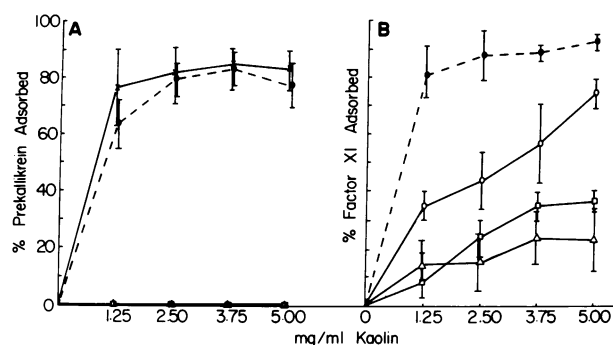 A
B
% Prekallikrein Adsorbed
100
80
60
40
20
0
1.25 2.50 3.75 5.00
% Factor XI Adsorbed
0 1.25 2.50 3.75 5.00
mg/ml Kaolin